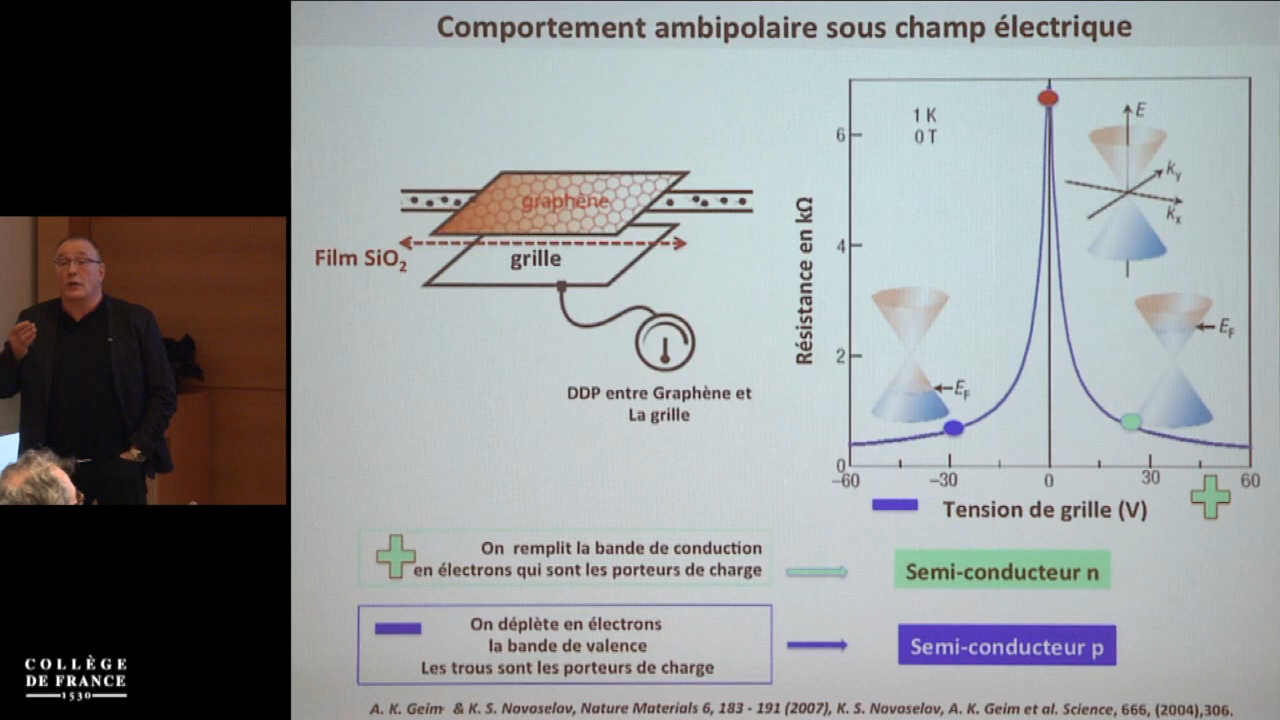 Comportement ambipolaire sous champ électrique
graphène
Film SiO₂
grille
DDP entre Graphène et
La grille
Résistance en kΩ
1 K
0 T
6
4
2
0
E
ky
kx
EF
EF
−60
−30
0
30
60
Tension de grille (V)
On remplit la bande de conduction
en électrons qui sont les porteurs de charge
Semi-conducteur n
On déplète en électrons
la bande de valence
Les trous sont les porteurs de charge
Semi-conducteur p
A. K. Geim & K. S. Novoselov, Nature Materials 6, 183 - 191 (2007), K. S. Novoselov, A. K. Geim et al. Science, 666, (2004),306.
COLLÈGE
DE FRANCE
1530